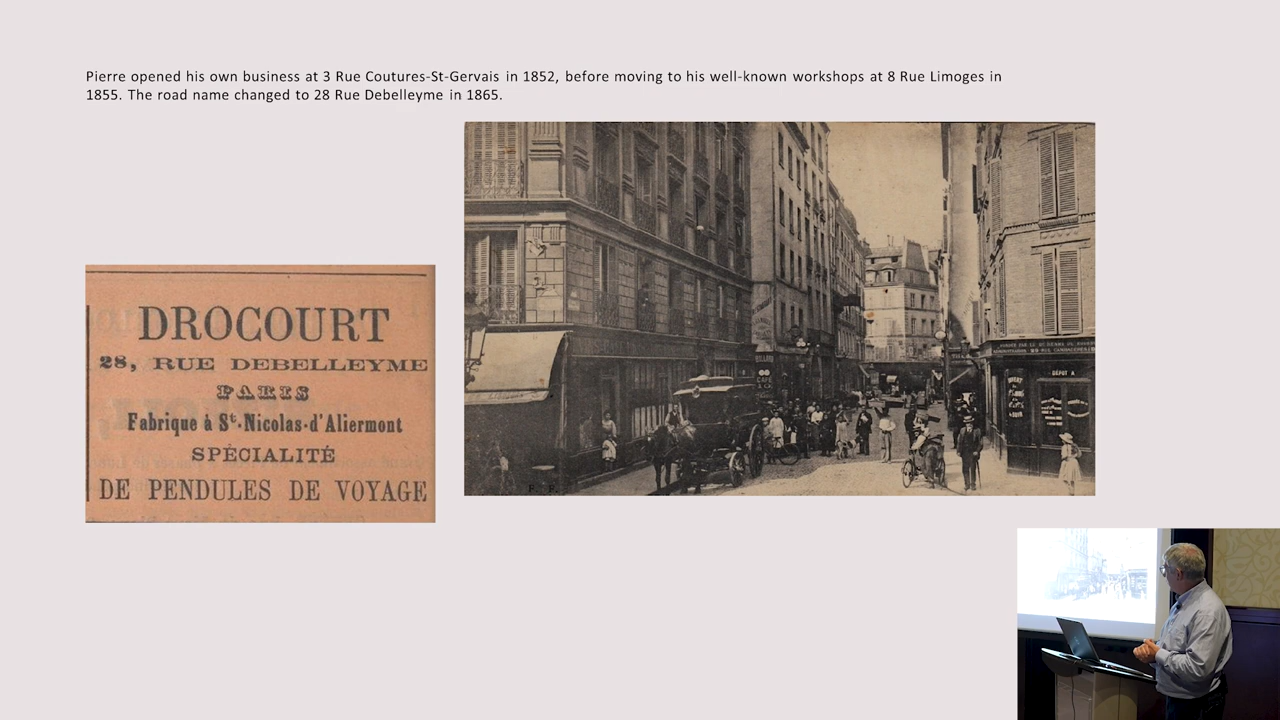 Pierre opened his own business at 3 Rue Coutures-St-Gervais in 1852, before moving to his well-known workshops at 8 Rue Limoges in
1855. The road name changed to 28 Rue Debelleyme in 1865.
DROCOURT
28, RUE DEBELLEYME
PARIS
Fabrique à St-Nicolas-d'Aliermont
SPÉCIALITÉ
DE PENDULES DE VOYAGE
CAFÉ
DÉPOT A